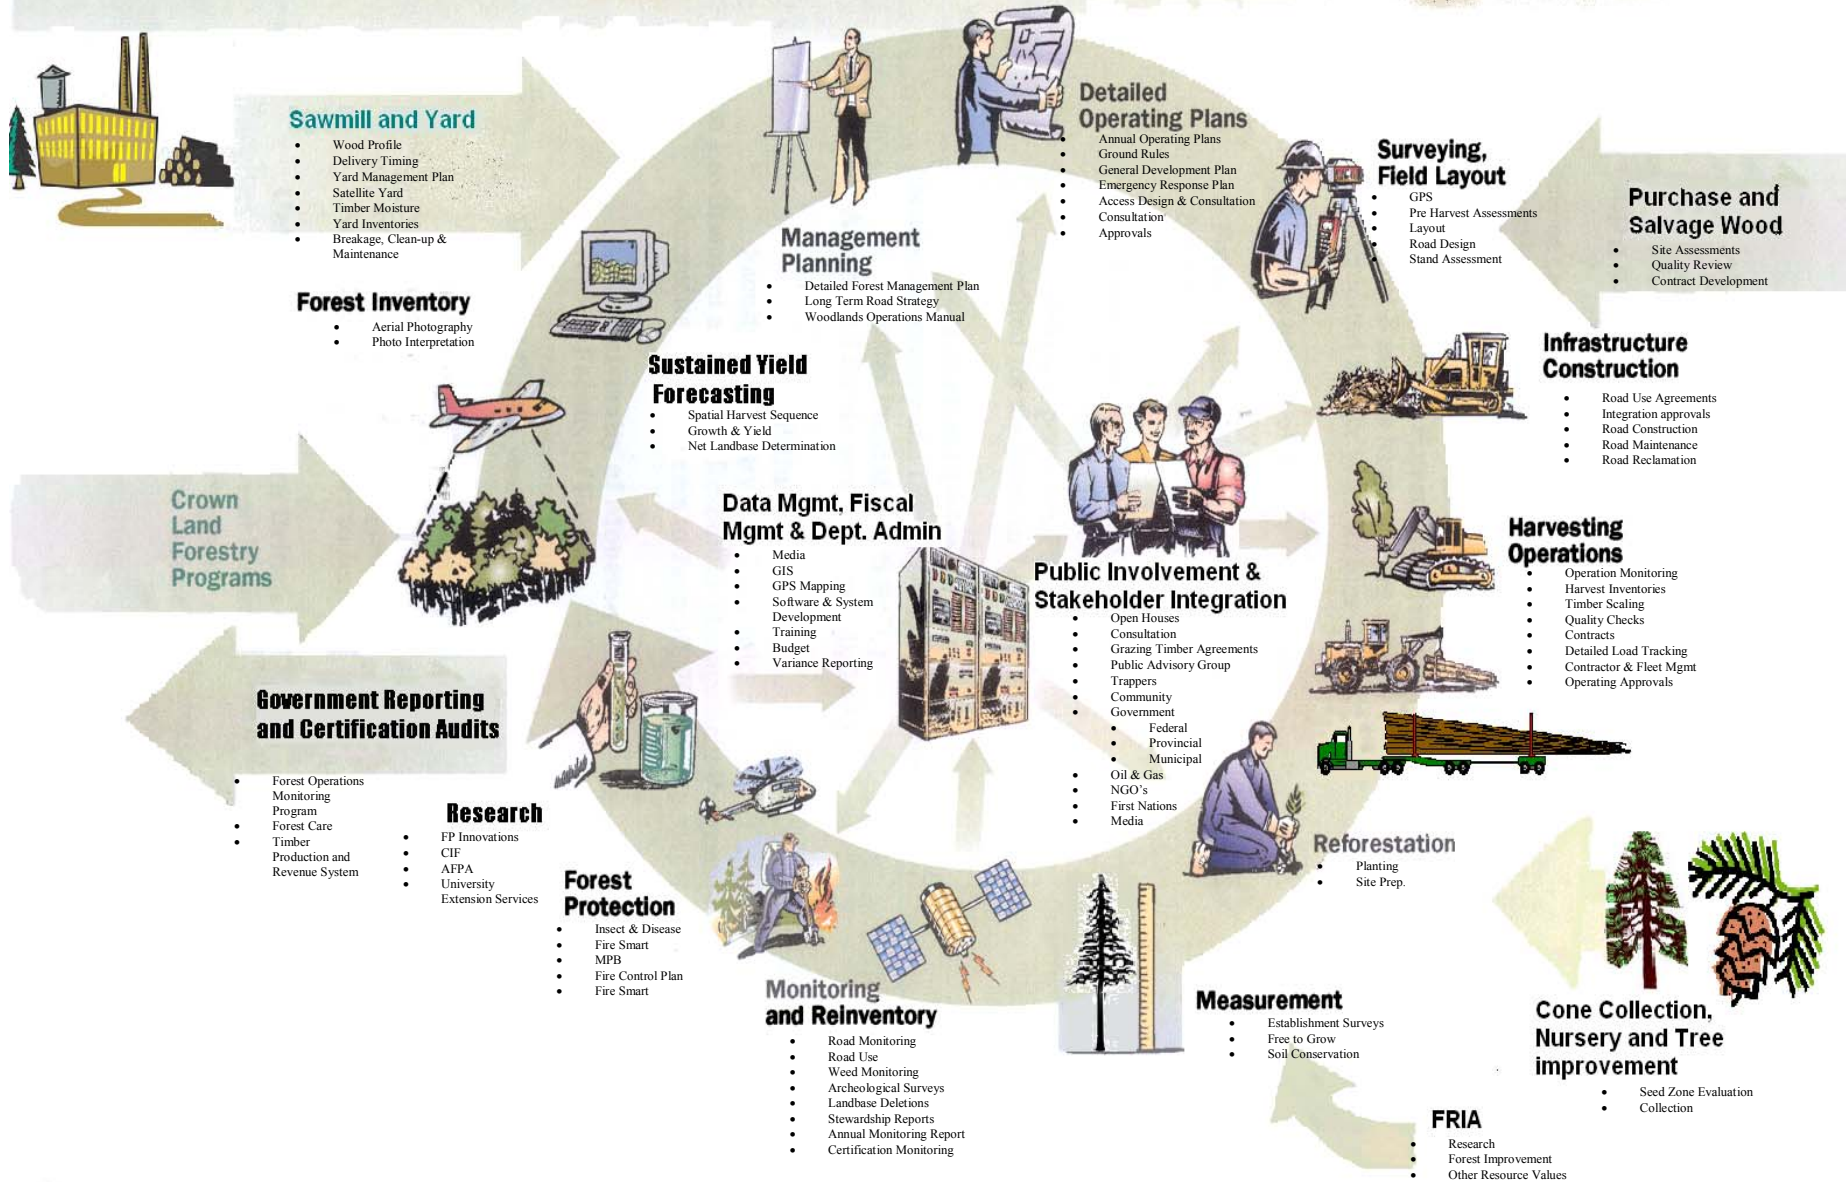 Sawmill and Yard
Wood Profile
Delivery Timing
Yard Management Plan
Satellite Yard
Timber Moisture
Yard Inventories
Breakage, Clean-up &
Maintenance
Forest Inventory
Aerial Photography
Photo Interpretation
Crown
Land
Forestry
Programs
Management
Planning
Detailed Forest Management Plan
Long Term Road Strategy
Woodlands Operations Manual
Detailed
Operating Plans
Annual Operating Plans
Ground Rules
General Development Plan
Emergency Response Plan
Access Design & Consultation
Consultation
Approvals
Surveying,
Field Layout
GPS
Pre Harvest Assessments
Layout
Road Design
Stand Assessment
Purchase and
Salvage Wood
Site Assessments
Quality Review
Contract Development
Infrastructure
Construction
Road Use Agreements
Integration approvals
Road Construction
Road Maintenance
Road Reclamation
Sustained Yield
Forecasting
Spatial Harvest Sequence
Growth & Yield
Net Landbase Determination
Data Mgmt, Fiscal
Mgmt & Dept. Admin
Media
GIS
GPS Mapping
Software & System
Development
Training
Budget
Variance Reporting
Public Involvement &
Stakeholder Integration
Open Houses
Consultation
Grazing Timber Agreements
Public Advisory Group
Trappers
Community
Government
Federal
Provincial
Municipal
Oil & Gas
NGO's
First Nations
Media
Harvesting
Operations
Operation Monitoring
Harvest Inventories
Timber Scaling
Quality Checks
Contracts
Detailed Load Tracking
Contractor & Fleet Mgmt
Operating Approvals
Government Reporting
and Certification Audits
Forest Operations
Monitoring
Program
Forest Care
Timber
Production and
Revenue System
Research
FP Innovations
CIF
AFPA
University
Extension Services
Forest
Protection
Insect & Disease
Fire Smart
MPB
Fire Control Plan
Fire Smart
Monitoring
and Reinventory
Road Monitoring
Road Use
Weed Monitoring
Archeological Surveys
Landbase Deletions
Stewardship Reports
Annual Monitoring Report
Certification Monitoring
Reforestation
Planting
Site Prep.
Measurement
Establishment Surveys
Free to Grow
Soil Conservation
Cone Collection,
Nursery and Tree
improvement
Seed Zone Evaluation
Collection
FRIA
Research
Forest Improvement
Other Resource Values